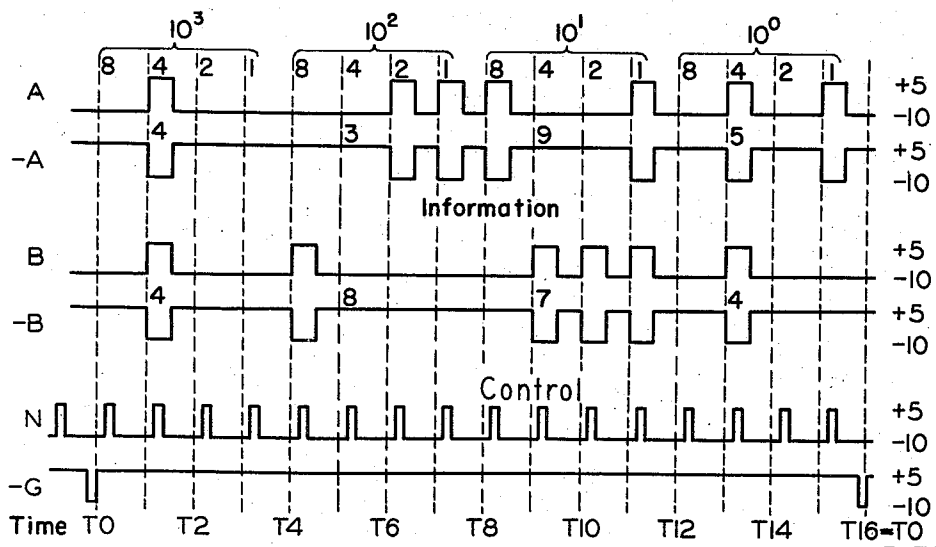 10³ 10² 10¹ 10⁰
8 4 2 1 8 4 2 1 8 4 2 1 8 4 2 1
A +5
-10
-A 4 3 9 5 +5
-10
Information
B +5
-10
-B 4 8 7 4 +5
-10
Control
N +5
-10
-G +5
-10
Time T0 T2 T4 T6 T8 T10 T12 T14 T16=T0